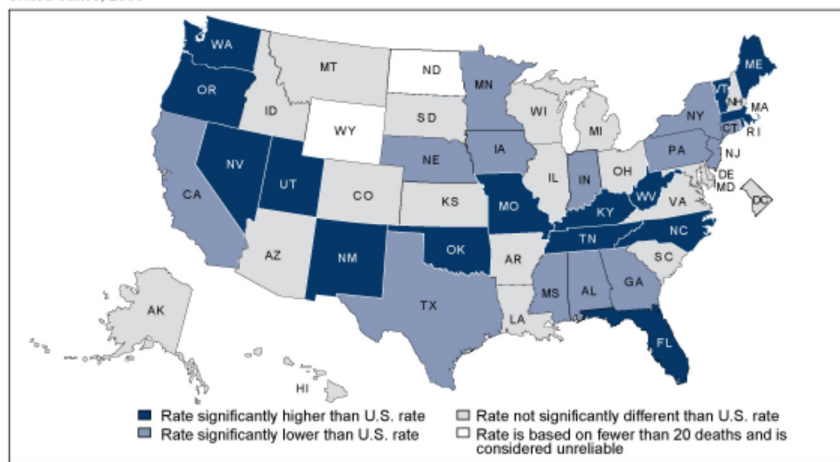 WA
MT
ND
MN
ME
VT
NH
MA
OR
ID
SD
WI
MI
NY
CT
RI
WY
NE
IA
PA
NJ
NV
UT
CO
KS
MO
IL
IN
OH
DE
MD
DC
WV
VA
KY
CA
AZ
NM
OK
AR
TN
NC
SC
TX
LA
MS
AL
GA
FL
AK
HI
Rate significantly higher than U.S. rate
Rate significantly lower than U.S. rate
Rate not significantly different than U.S. rate
Rate is based on fewer than 20 deaths and is
considered unreliable